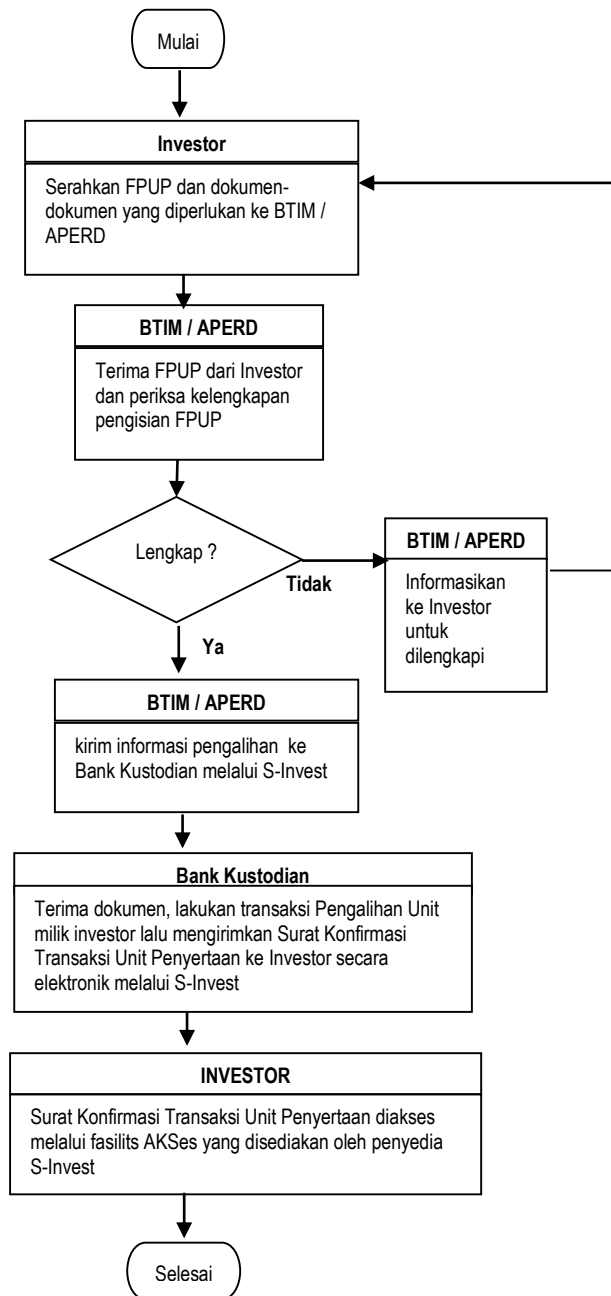 Mulai
Investor
Serahkan FPUP dan dokumen-
dokumen yang diperlukan ke BTIM /
APERD
BTIM / APERD
Terima FPUP dari Investor
dan periksa kelengkapan
pengisian FPUP
Lengkap ?
Tidak
BTIM / APERD
Informasikan
ke Investor
untuk
dilengkapi
Ya
BTIM / APERD
kirim informasi pengalihan ke
Bank Kustodian melalui S-Invest
Bank Kustodian
Terima dokumen, lakukan transaksi Pengalihan Unit
milik investor lalu mengirimkan Surat Konfirmasi
Transaksi Unit Penyertaan ke Investor secara
elektronik melalui S-Invest
INVESTOR
Surat Konfirmasi Transaksi Unit Penyertaan diakses
melalui fasilits AKSes yang disediakan oleh penyedia
S-Invest
Selesai